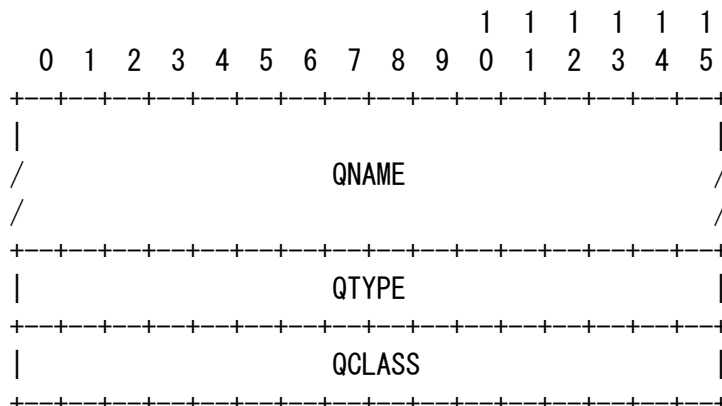 1  1  1  1  1  1
  0  1  2  3  4  5  6  7  8  9  0  1  2  3  4  5
+--+--+--+--+--+--+--+--+--+--+--+--+--+--+--+--+
|                                               |
/                     QNAME                     /
/                                               /
+--+--+--+--+--+--+--+--+--+--+--+--+--+--+--+--+
|                     QTYPE                     |
+--+--+--+--+--+--+--+--+--+--+--+--+--+--+--+--+
|                     QCLASS                    |
+--+--+--+--+--+--+--+--+--+--+--+--+--+--+--+--+